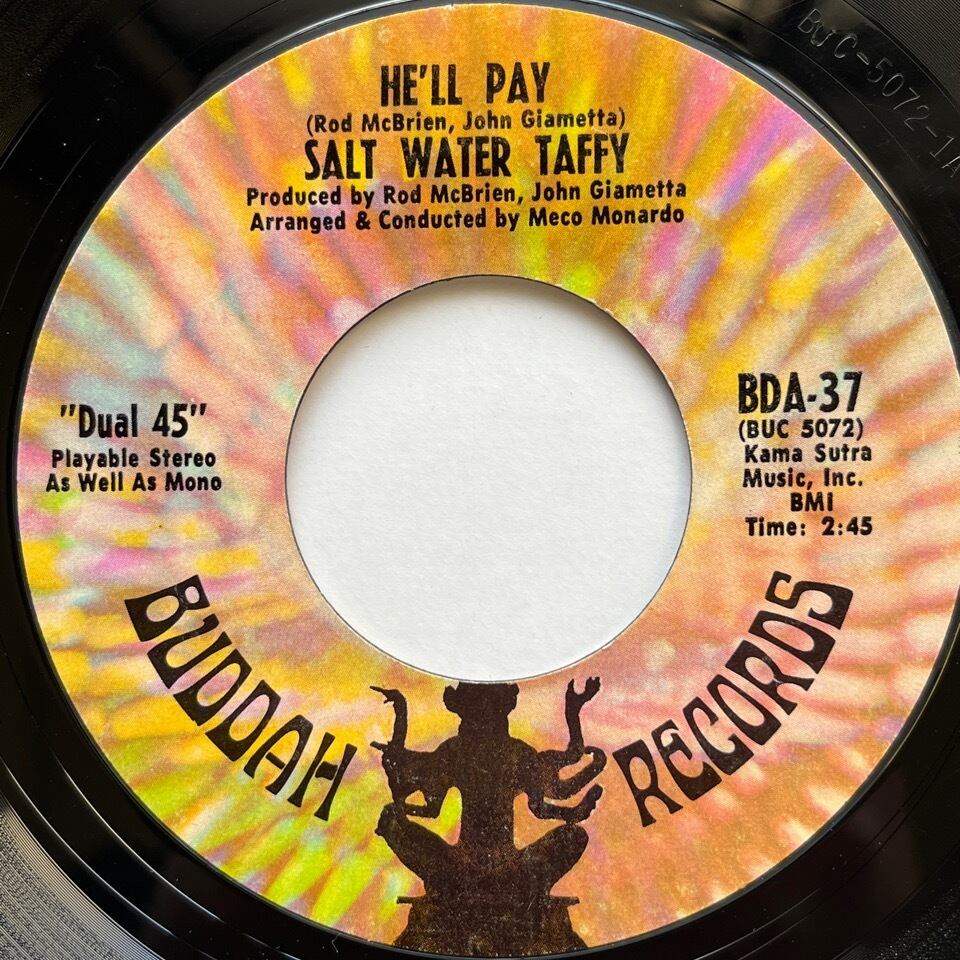 HE'LL PAY
(Rod McBrien, John Giametta)
SALT WATER TAFFY
Produced by Rod McBrien, John Giametta
Arranged & Conducted by Meco Monardo
"Dual 45"
Playable Stereo
As Well As Mono
BDA-37
(BUC 5072)
Kama Sutra
Music, Inc.
BMI
Time: 2:45
BUDDAH RECORDS
BUC-5072-1A